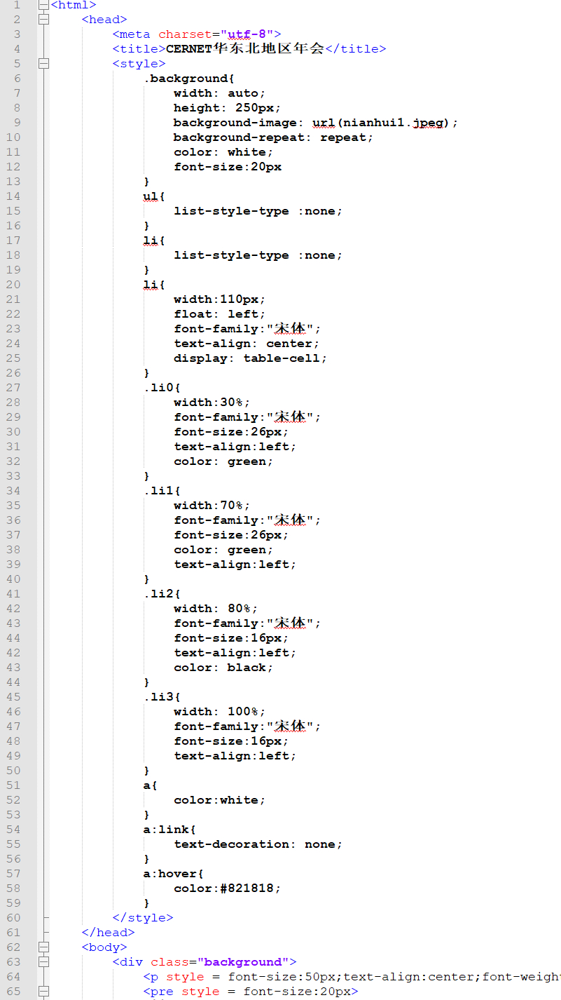 1 <html>
2 <head>
3 <meta charset="utf-8">
4 <title>CERNET华东北地区年会</title>
5 <style>
6 .background{
7 width: auto;
8 height: 250px;
9 background-image: url(nianhui1.jpeg);
10 background-repeat: repeat;
11 color: white;
12 font-size:20px
13 }
14 ul{
15 list-style-type :none;
16 }
17 li{
18 list-style-type :none;
19 }
20 li{
21 width:110px;
22 float: left;
23 font-family:"宋体";
24 text-align: center;
25 display: table-cell;
26 }
27 .li0{
28 width:30%;
29 font-family:"宋体";
30 font-size:26px;
31 text-align:left;
32 color: green;
33 }
34 .li1{
35 width:70%;
36 font-family:"宋体";
37 font-size:26px;
38 color: green;
39 text-align:left;
40 }
41 .li2{
42 width: 80%;
43 font-family:"宋体";
44 font-size:16px;
42 text-align:left;
43 color: black;
44 }
45 .li3{
46 width: 100%;
47 font-family:"宋体";
48 font-size:16px;
49 text-align:left;
50 }
51 a{
52 color:white;
53 }
54 a:link{
55 text-decoration: none;
56 }
57 a:hover{
58 color:#821818;
59 }
60 </style>
61 </head>
62 <body>
63 <div class="background">
64 <p style = font-size:50px;text-align:center;font-weigh
65 <pre style = font-size:20px>